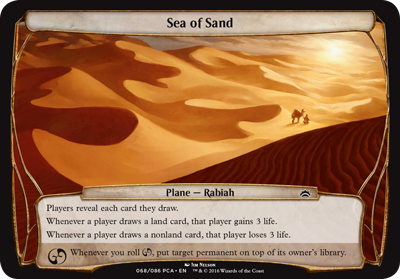 Sea of Sand
Plane — Rabiah
Players reveal each card they draw.
Whenever a player draws a land card, that player gains 3 life.
Whenever a player draws a nonland card, that player loses 3 life.
Whenever you roll , put target permanent on top of its owner's library.
Jim Nelson
068/086 PCA • EN ™ & © 2016 Wizards of the Coast